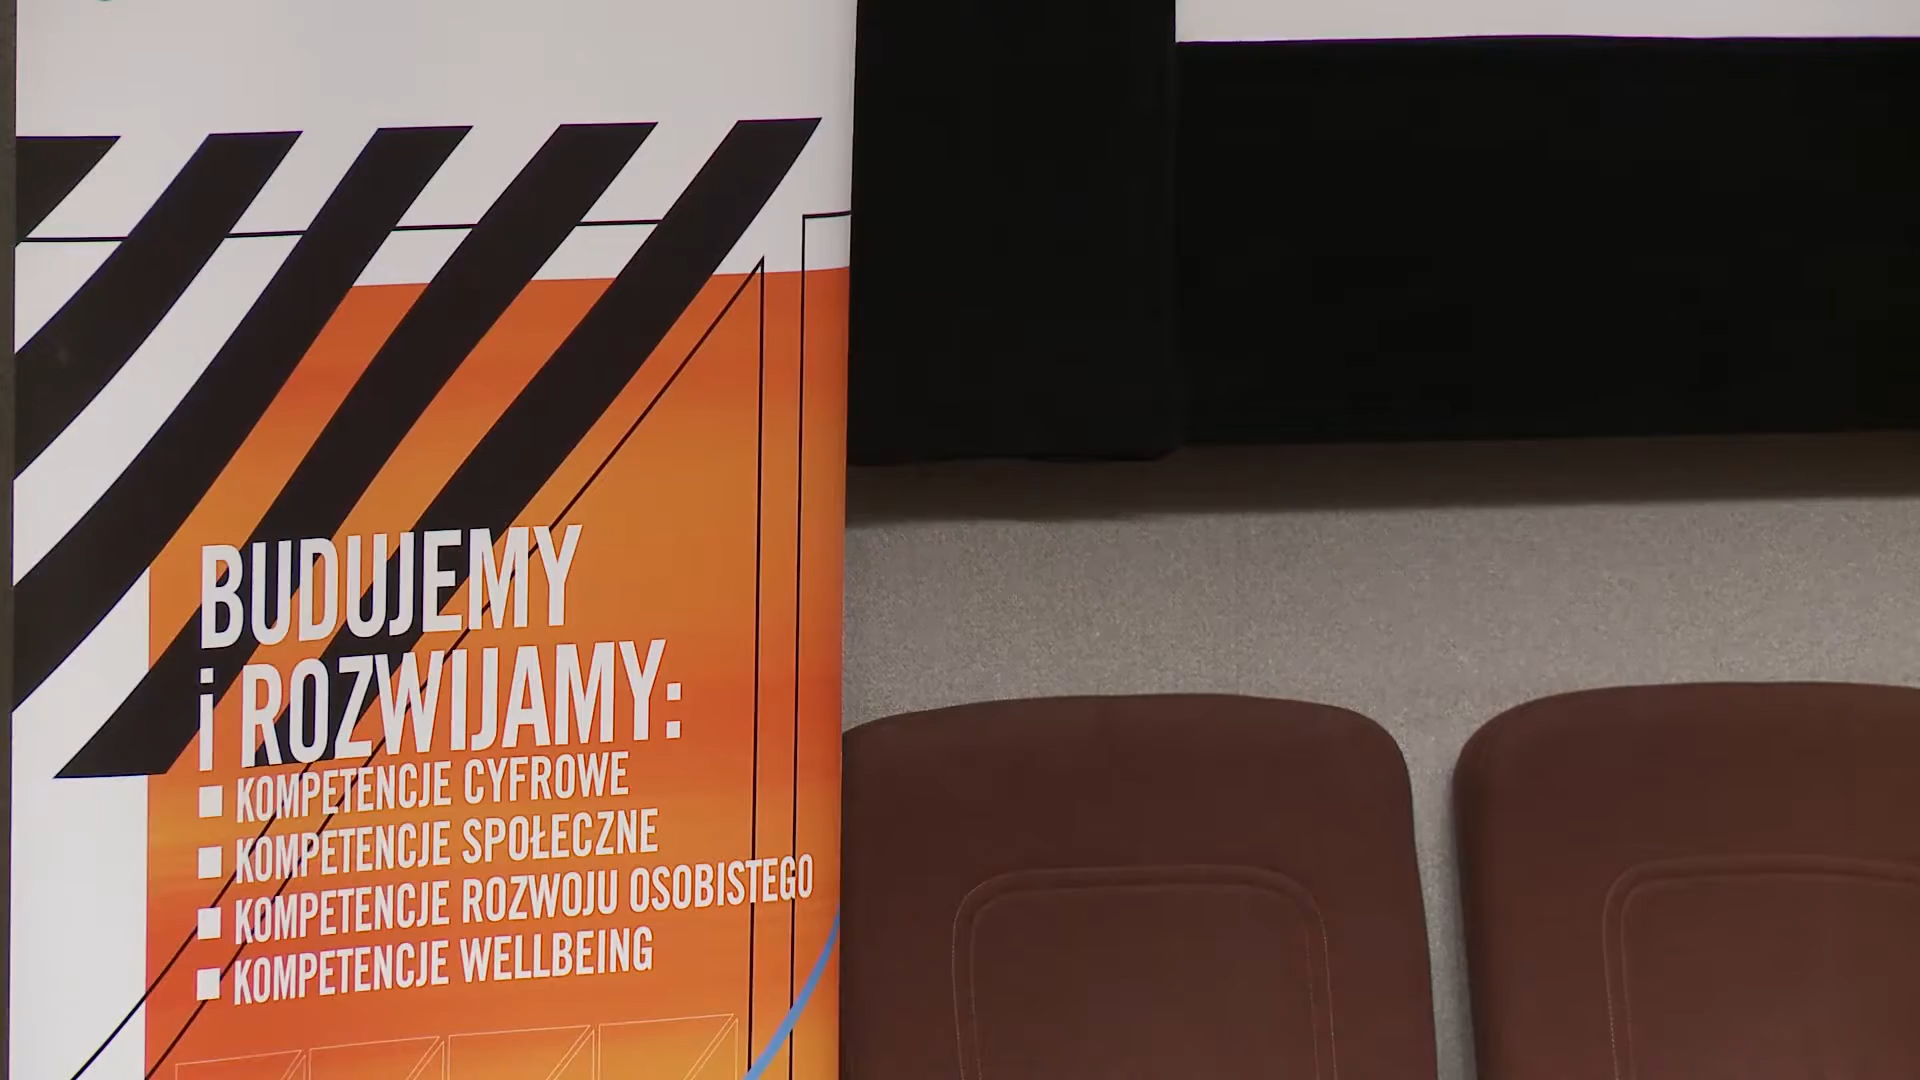 BUDUJEMY
i ROZWIJAMY:
KOMPETENCJE CYFROWE
KOMPETENCJE SPOŁECZNE
KOMPETENCJE ROZWOJU OSOBISTEGO
KOMPETENCJE WELLBEING